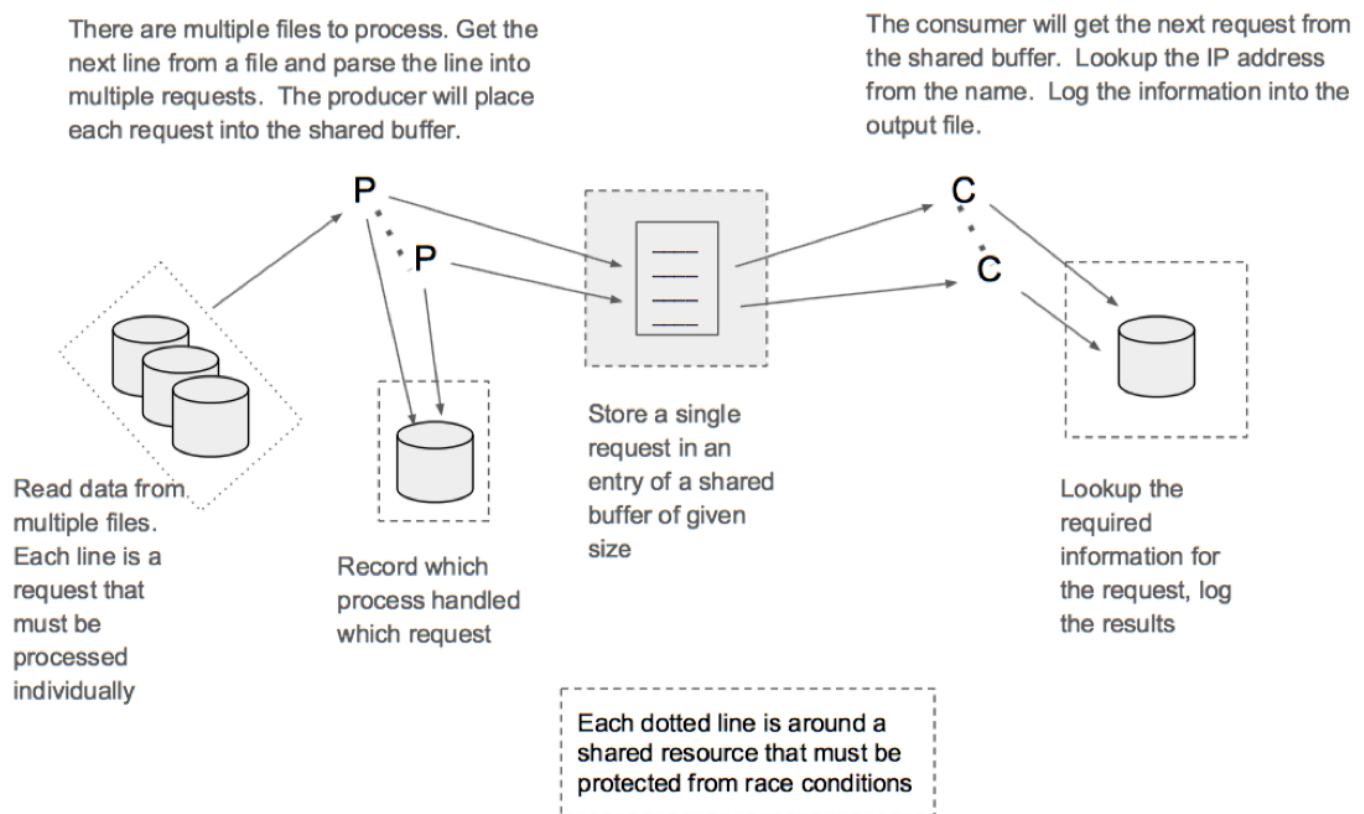 There are multiple files to process. Get the
next line from a file and parse the line into
multiple requests.  The producer will place
each request into the shared buffer.
The consumer will get the next request from
the shared buffer.  Lookup the IP address
from the name.  Log the information into the
output file.
P
P
C
C
Read data from
multiple files.
Each line is a
request that
must be
processed
individually
Record which
process handled
which request
Store a single
request in an
entry of a shared
buffer of given
size
Lookup the
required
information for
the request, log
the results
Each dotted line is around a
shared resource that must be
protected from race conditions